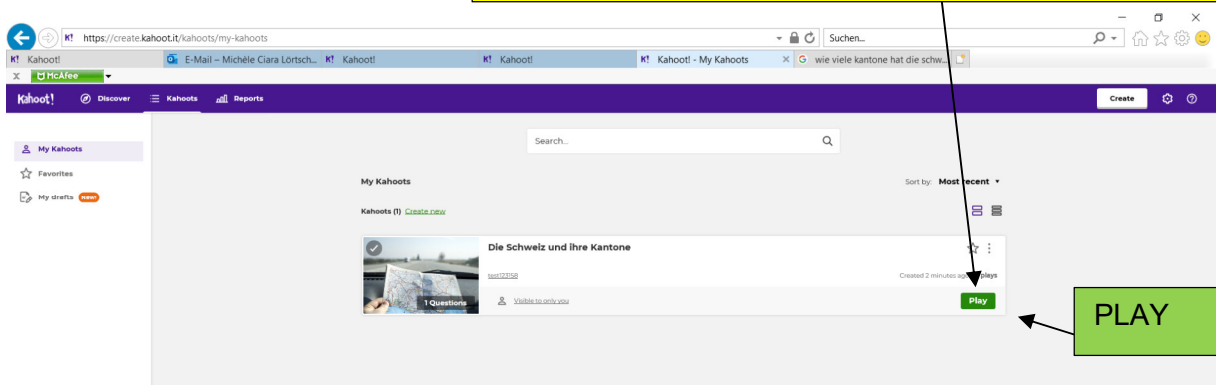 K! https://create.kahoot.it/kahoots/my-kahoots Suchen...
K! Kahoot! E-Mail – Michèle Ciara Lörtsch... K! Kahoot! K! Kahoot! K! Kahoot! - My Kahoots × G wie viele kantone hat die schw...
x McAfee
Kahoot! Discover Kahoots Reports Create
Search...
My Kahoots
Favorites
My drafts New!
My Kahoots Sort by: Most recent
Kahoots (1) Create new
Die Schweiz und ihre Kantone
test123158 Created 2 minutes ago plays
1 Questions Visible to only you Play
PLAY